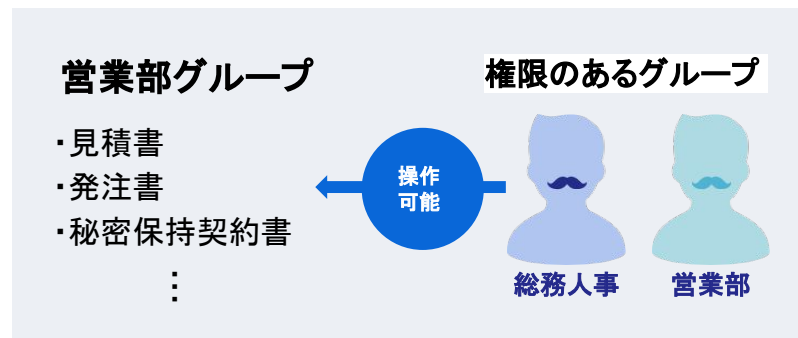 営業部グループ
・見積書
・発注書
・秘密保持契約書
⋮
操作
可能
権限のあるグループ
総務人事
営業部